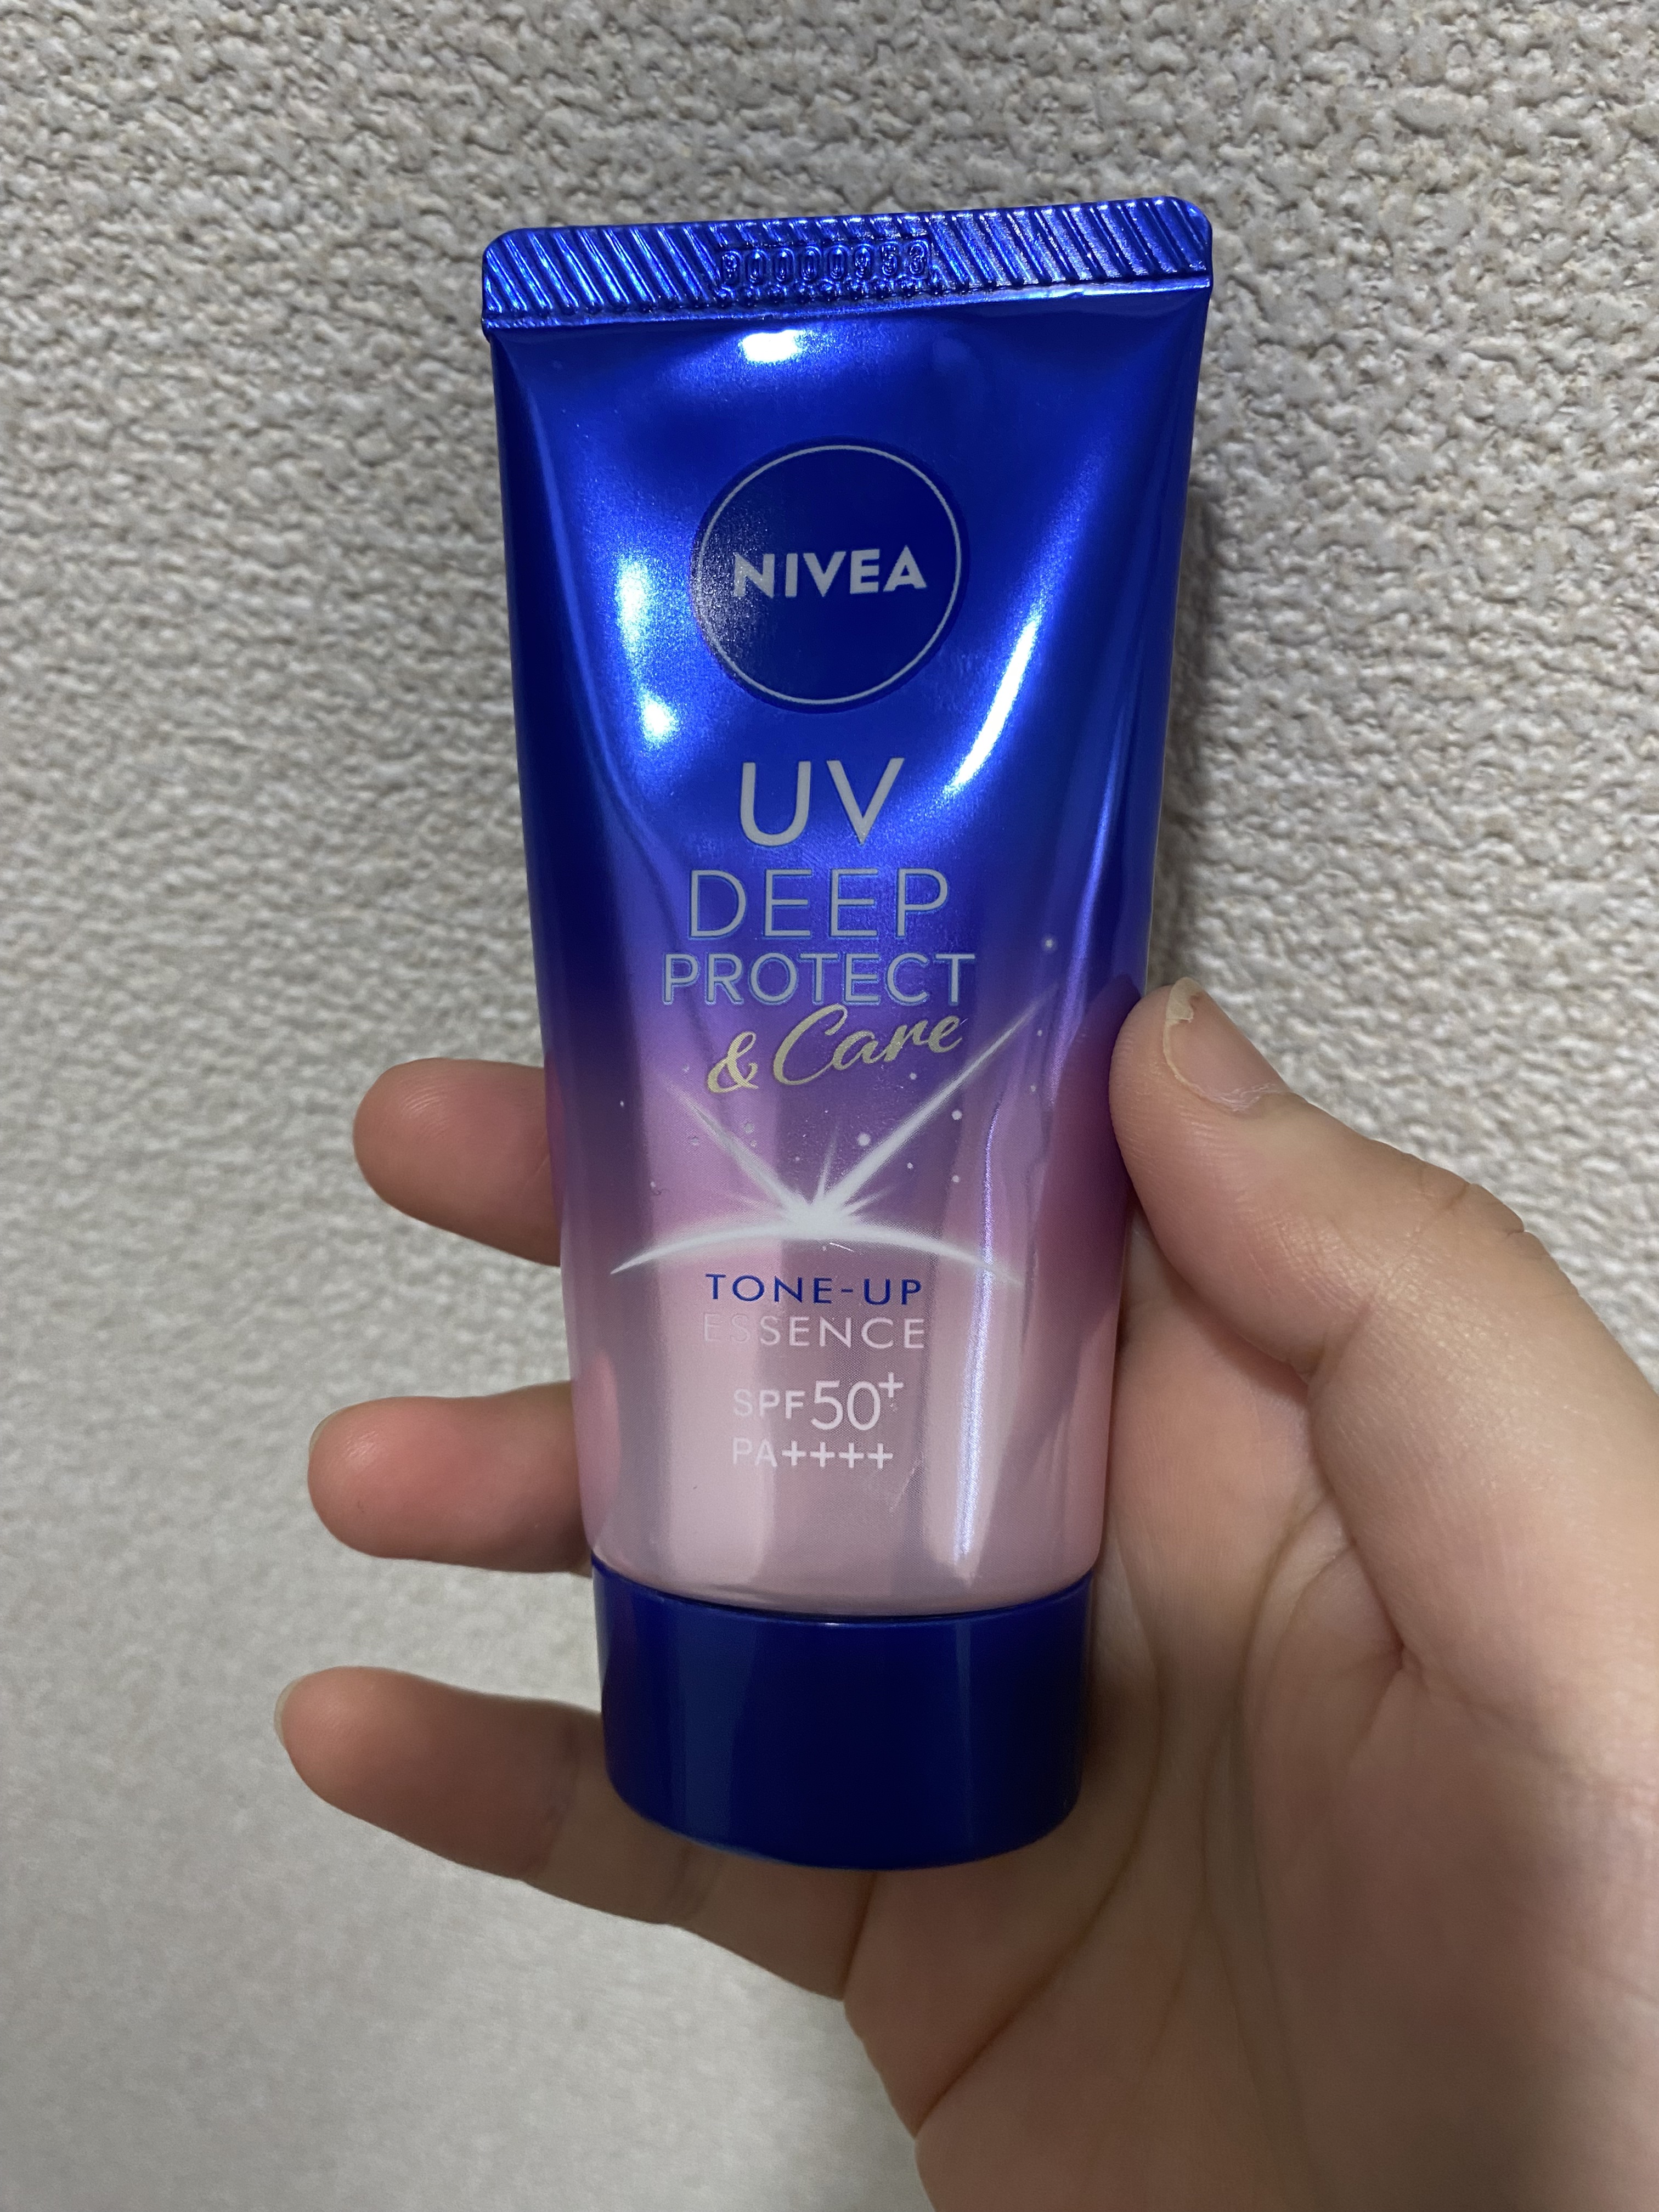 NIVEA
UV
DEEP
PROTECT
& Care
TONE-UP
ESSENCE
SPF50+
PA++++